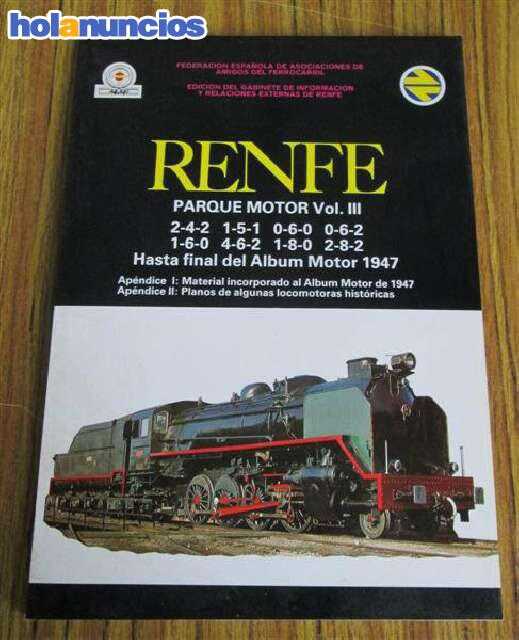 holanuncios
FEDERACION ESPAÑOLA DE ASOCIACIONES DE
AMIGOS DEL FERROCARRIL
EDICION DEL GABINETE DE INFORMACION
Y RELACIONES EXTERNAS DE RENFE
RENFE
PARQUE MOTOR Vol. III
2-4-2 1-5-1 0-6-0 0-6-2
1-6-0 4-6-2 1-8-0 2-8-2
Hasta final del Album Motor 1947
Apéndice I: Material incorporado al Album Motor de 1947
Apéndice II: Planos de algunas locomotoras históricas